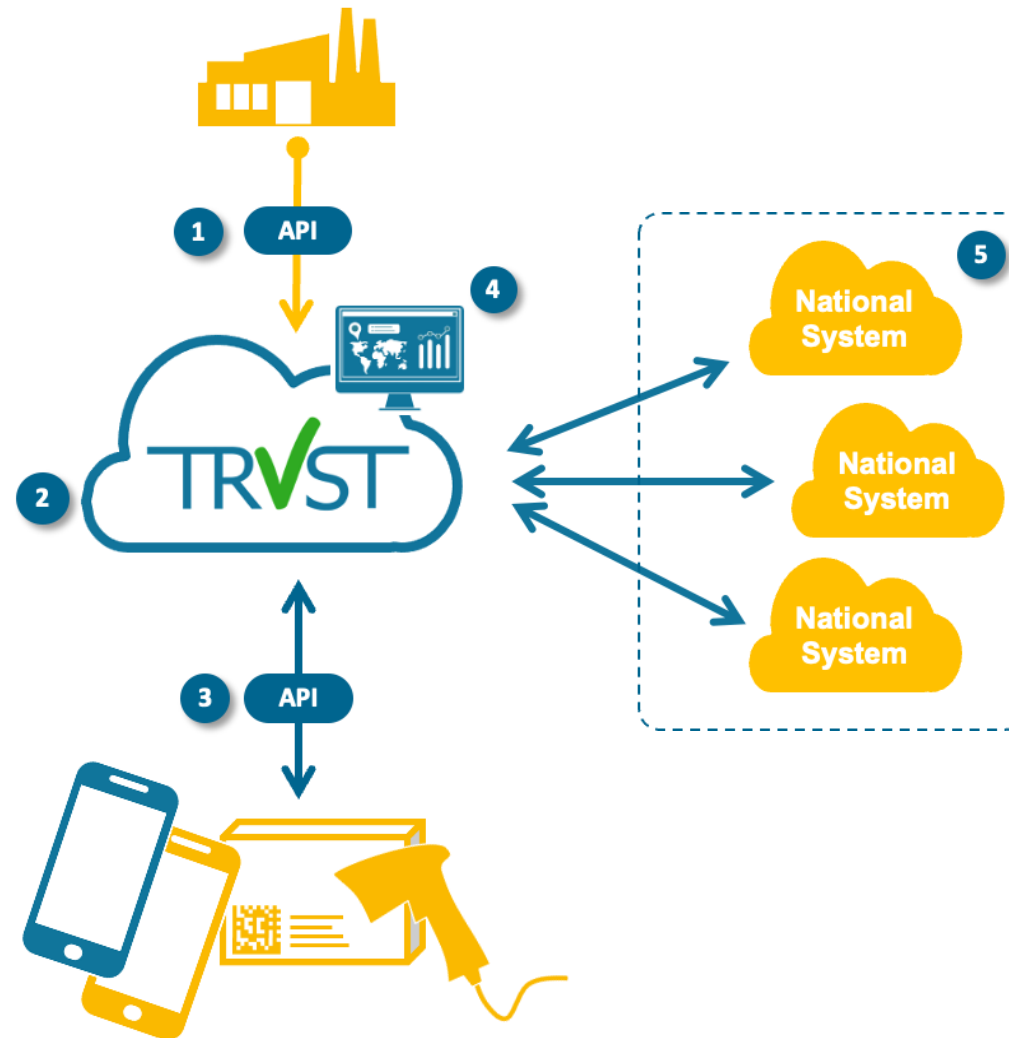 1
API
4
5
National
System
TRVST
2
National
System
National
System
3
API